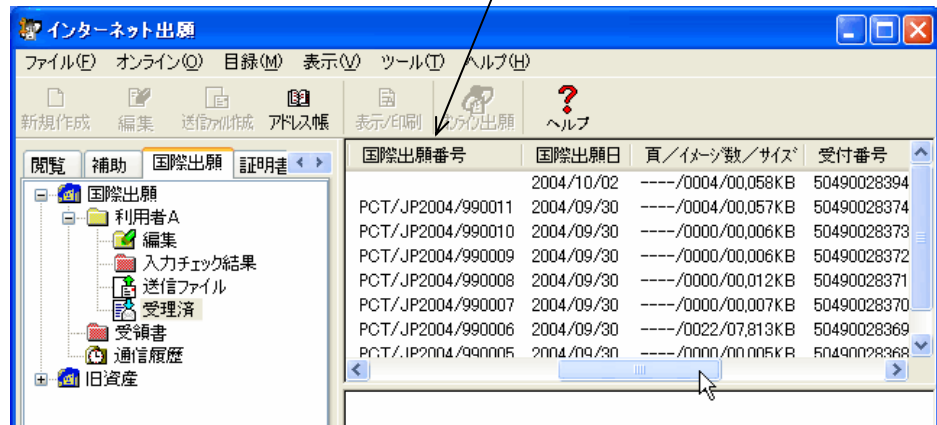 インターネット出願
ファイル(F) オンライン(O) 目録(M) 表示(V) ツール(T) ヘルプ(H)
新規作成 編集 送信ファイル作成 アドレス帳 表示/印刷 オンライン出願 ヘルプ
閲覧 補助 国際出願 証明書
国際出願番号 国際出願日 頁/イメージ数/サイズ 受付番号
国際出願
利用者A
編集
入力チェック結果
送信ファイル
受理済
受領書
通信履歴
旧資産
2004/10/02 ----/0004/00,058KB 50490028394
PCT/JP2004/990011 2004/09/30 ----/0004/00,057KB 50490028374
PCT/JP2004/990010 2004/09/30 ----/0000/00,006KB 50490028373
PCT/JP2004/990009 2004/09/30 ----/0000/00,006KB 50490028372
PCT/JP2004/990008 2004/09/30 ----/0000/00,012KB 50490028371
PCT/JP2004/990007 2004/09/30 ----/0000/00,007KB 50490028370
PCT/JP2004/990006 2004/09/30 ----/0022/07,813KB 50490028369
PCT/JP2004/990005 2004/09/30 ----/0000/00,005KB 50490028368